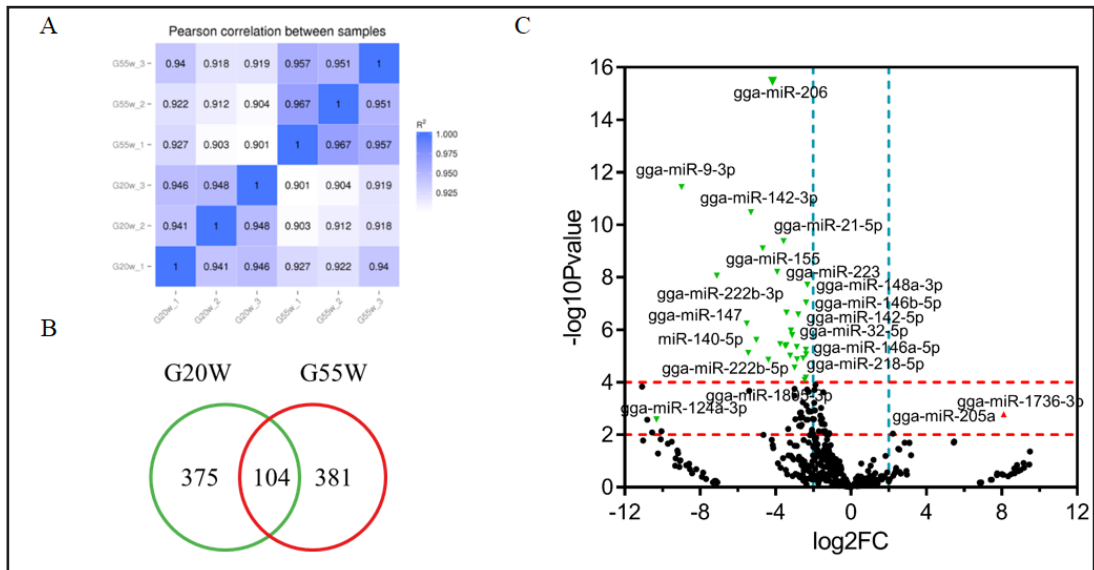 A
Pearson correlation between samples
G55w_3 0.94 0.918 0.919 0.957 0.951 1
G55w_2 0.922 0.912 0.904 0.967 1 0.951
G55w_1 0.927 0.903 0.901 1 0.967 0.957
G20w_3 0.946 0.948 1 0.901 0.904 0.919
G20w_2 0.941 1 0.948 0.903 0.912 0.918
G20w_1 1 0.941 0.946 0.927 0.922 0.94
G20w_1 G20w_2 G20w_3 G55w_1 G55w_2 G55w_3
R²
1.000
0.975
0.950
0.925
B
G20W G55W
375 104 381
C
-log10Pvalue
16
14
12
10
8
6
4
2
0
gga-miR-206
gga-miR-9-3p
gga-miR-142-3p
gga-miR-21-5p
gga-miR-155
gga-miR-223
gga-miR-222b-3p
gga-miR-148a-3p
gga-miR-146b-5p
gga-miR-147
gga-miR-142-5p
gga-miR-32-5p
miR-140-5p
gga-miR-146a-5p
gga-miR-222b-5p
gga-miR-218-5p
gga-miR-1805-3p
gga-miR-124a-3p
gga-miR-1736-3p
gga-miR-205a
-12 -8 -4 0 4 8 12
log2FC